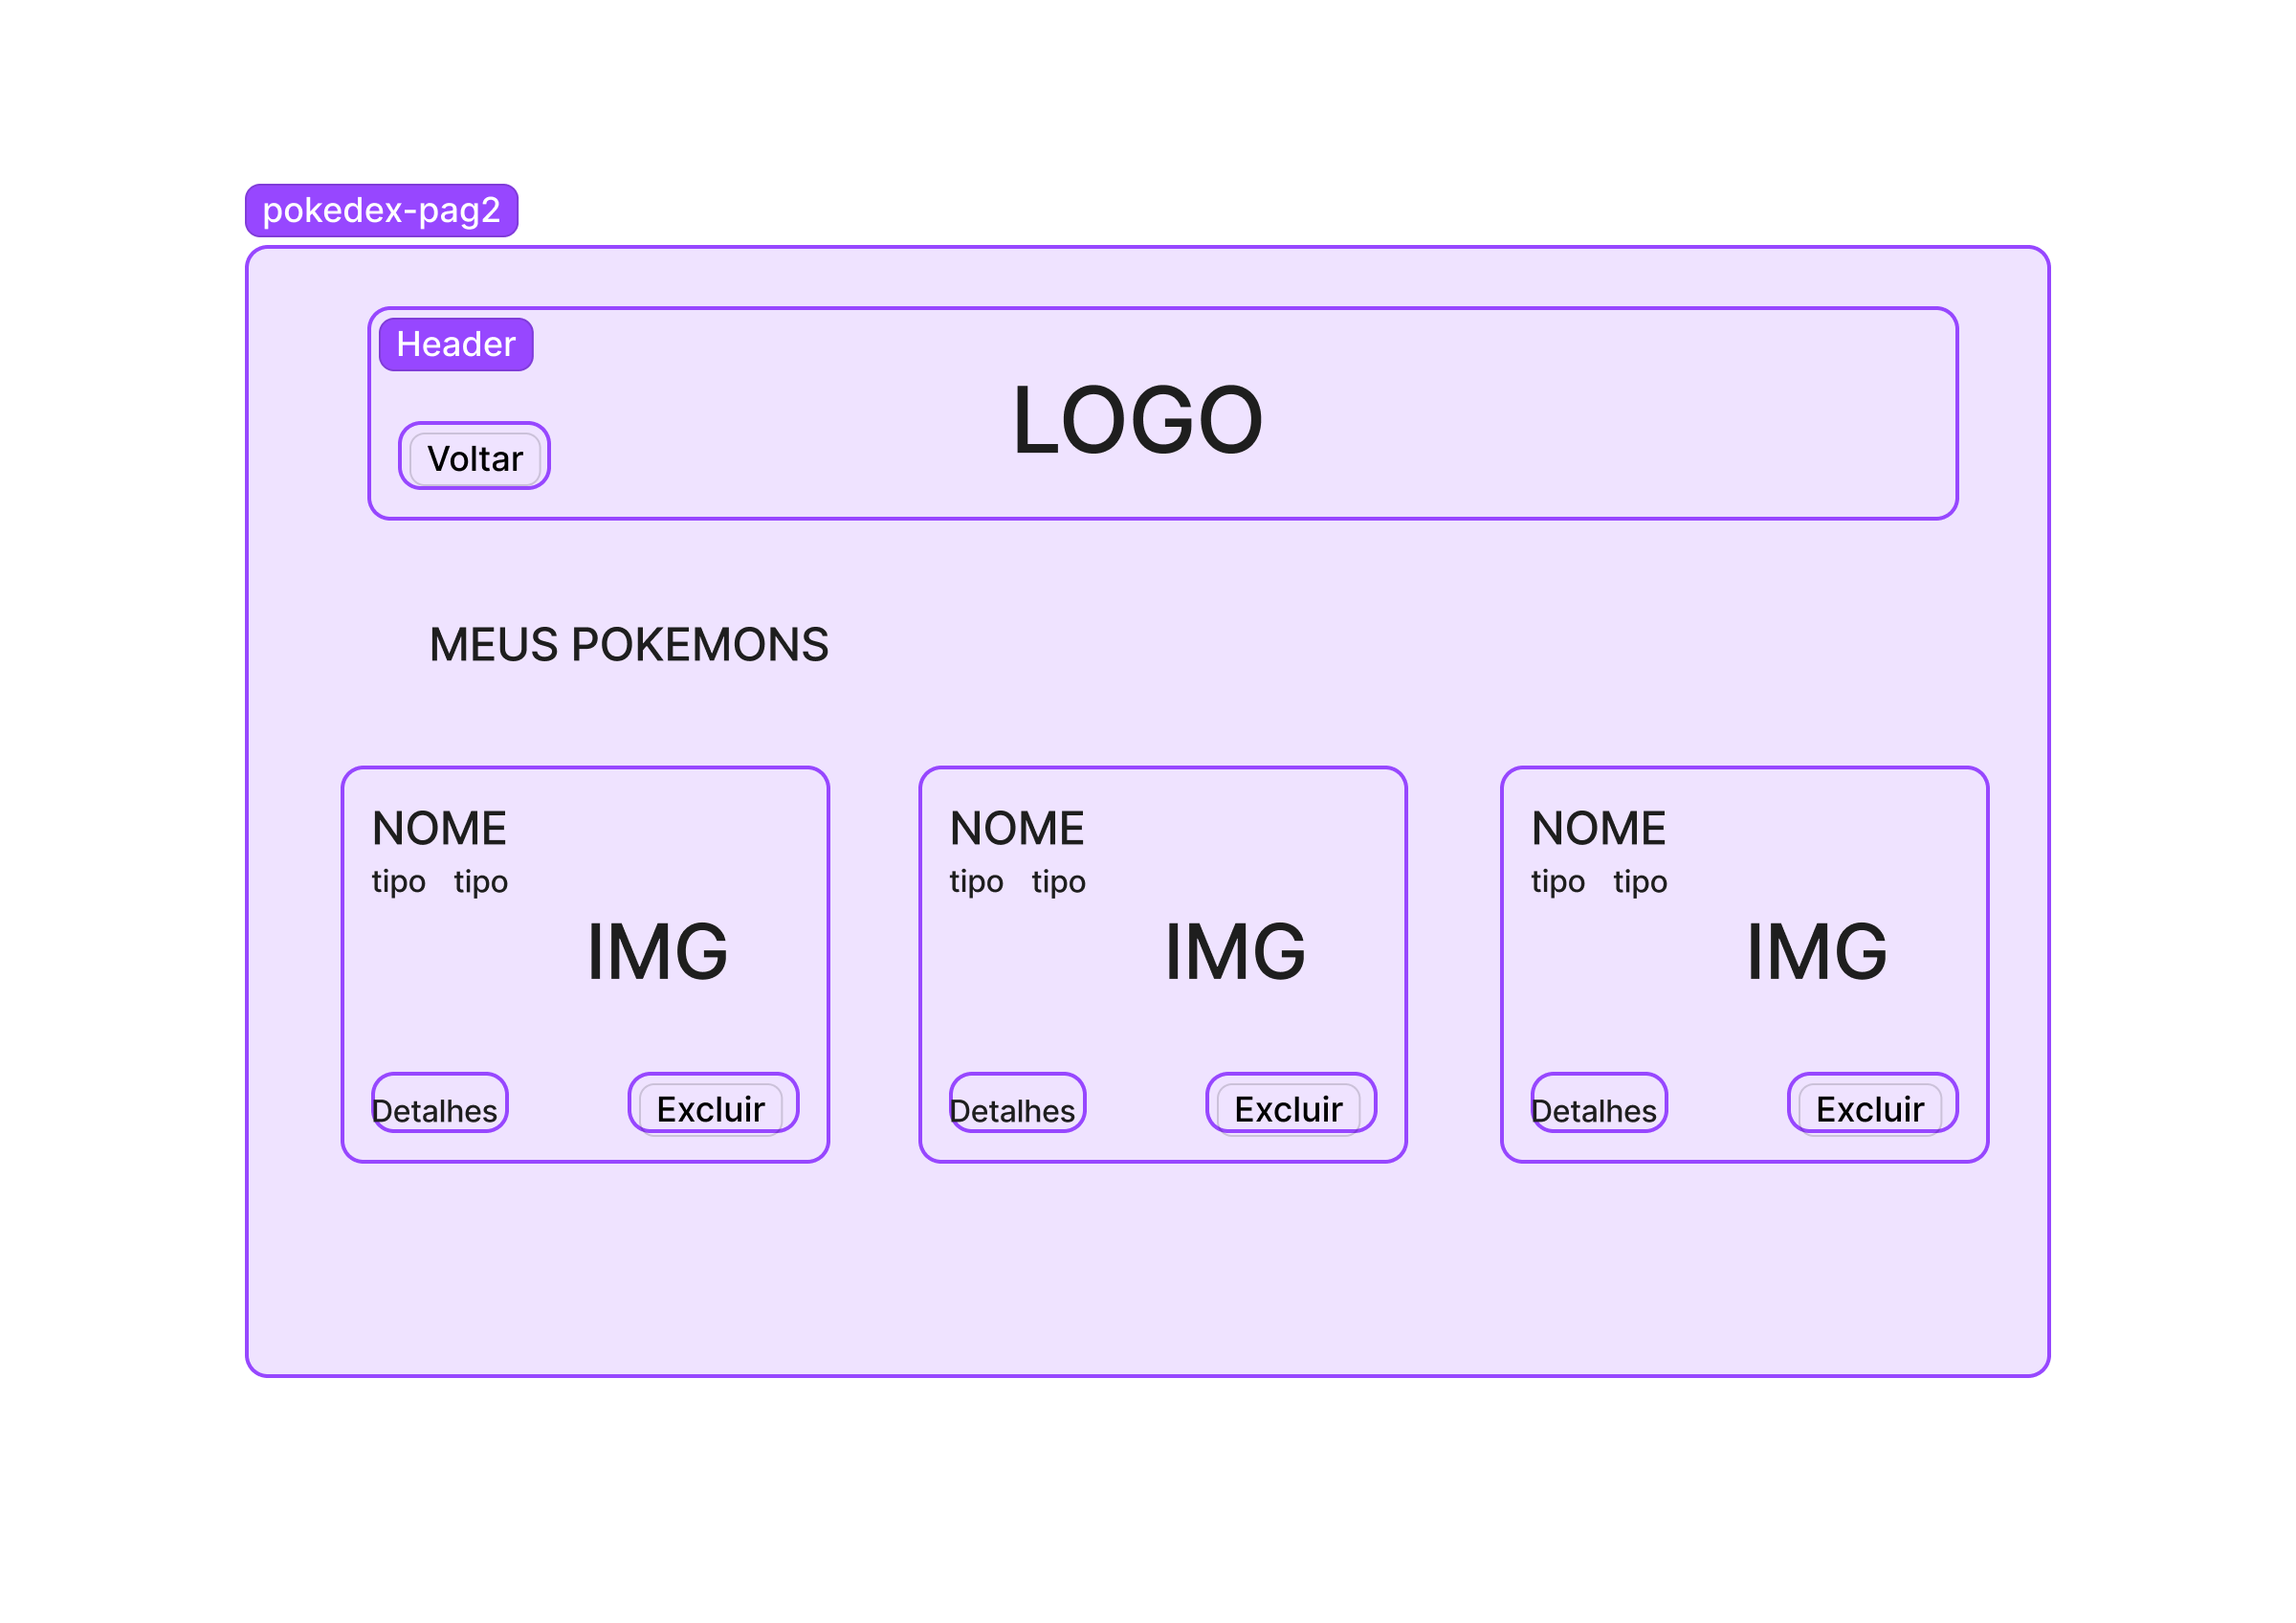 pokedex-pag2
Header
LOGO
Voltar
MEUS POKEMONS
NOME
tipo tipo
IMG
Detalhes Excluir
NOME
tipo tipo
IMG
Detalhes Excluir
NOME
tipo tipo
IMG
Detalhes Excluir